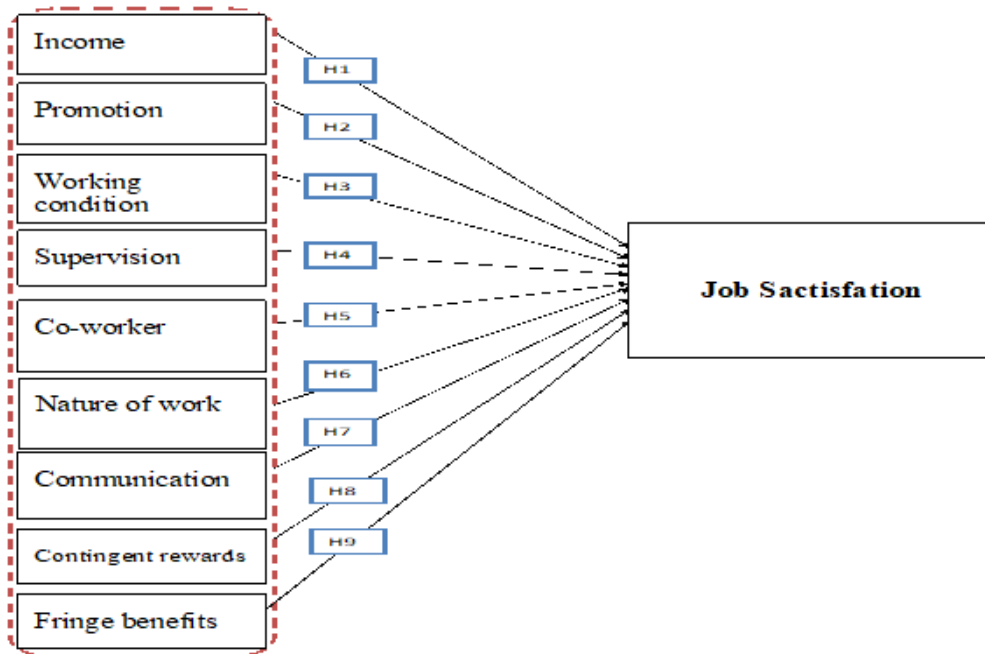 Income
H1
Promotion
H2
Working
condition
H3
Supervision
H4
Co-worker
H5
Nature of work
H6
Communication
H7
Contingent rewards
H8
Fringe benefits
H9
Job Sactisfation